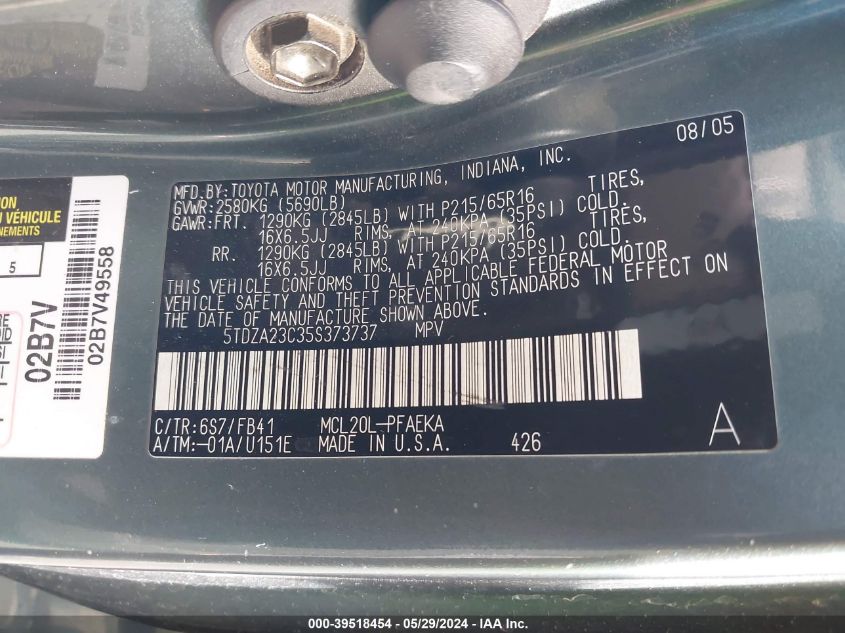 08/05
MFD.BY:TOYOTA MOTOR MANUFACTURING, INDIANA, INC.
GVWR:2580KG (5690LB)
GAWR:FRT. 1290KG (2845LB) WITH P215/65R16 TIRES,
16X6.5JJ RIMS, AT 240KPA (35PSI) COLD.
RR. 1290KG (2845LB) WITH P215/65R16 TIRES,
16X6.5JJ RIMS, AT 240KPA (35PSI) COLD.
THIS VEHICLE CONFORMS TO ALL APPLICABLE FEDERAL MOTOR
VEHICLE SAFETY AND THEFT PREVENTION STANDARDS IN EFFECT ON
THE DATE OF MANUFACTURE SHOWN ABOVE.
5TDZA23C35S373737 MPV
C/TR:6S7/FB41 MCL20L-PFAEKA
A/TM:-01A/U151E MADE IN U.S.A. 426
A
DU VÉHICULE
5
02B7V
02B7V49558
000-39518454 - 05/29/2024 - IAA Inc.